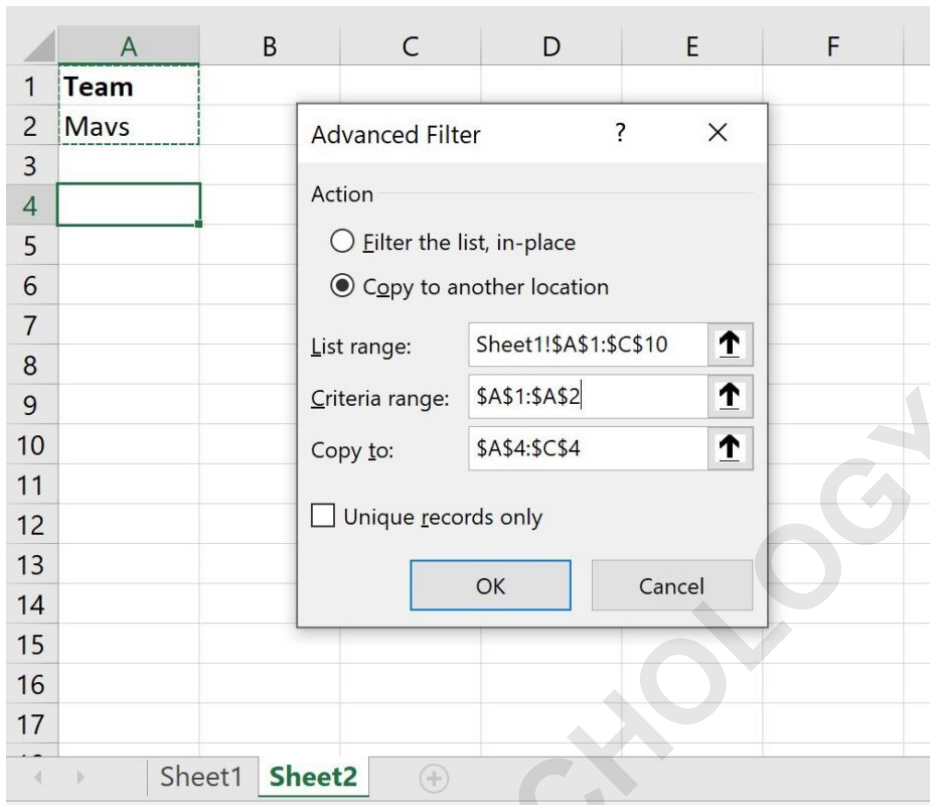 A B C D E F
1 Team
2 Mavs
3
4
5
6
7
8
9
10
11
12
13
14
15
16
17
Advanced Filter ? ×
Action
Filter the list, in-place
Copy to another location
List range: Sheet1!$A$1:$C$10
Criteria range: $A$1:$A$2
Copy to: $A$4:$C$4
Unique records only
OK Cancel
Sheet1 Sheet2